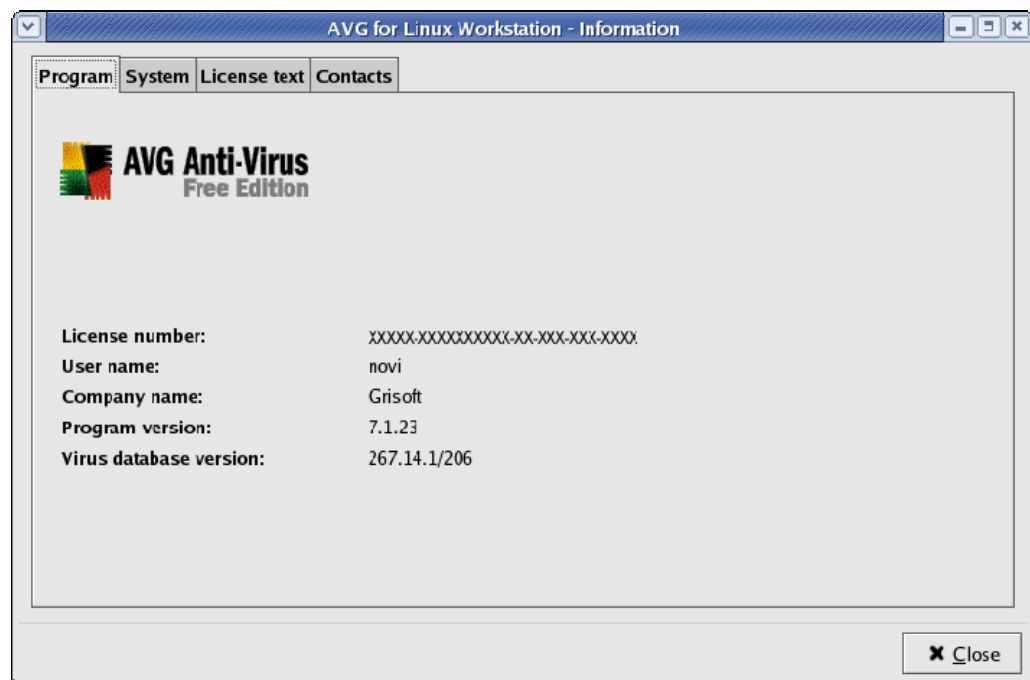 AVG for Linux Workstation - Information
Program System License text Contacts
AVG Anti-Virus
Free Edition
License number: XXXXX-XXXXXXXXXX-XX-XXX-XXX-XXXX
User name: novi
Company name: Grisoft
Program version: 7.1.23
Virus database version: 267.14.1/206
Close